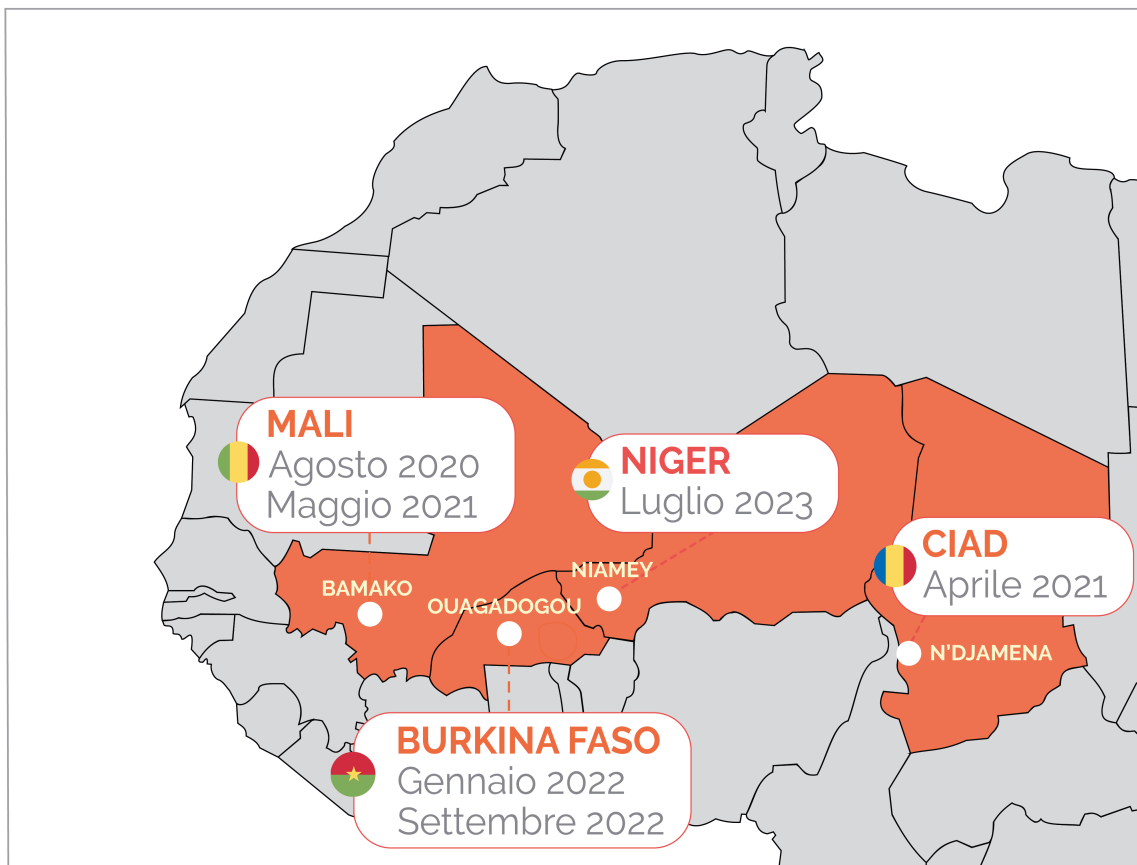 MALI
Agosto 2020
Maggio 2021
NIGER
Luglio 2023
CIAD
Aprile 2021
NIAMEY
BAMAKO
OUAGADOGOU
N'DJAMENA
BURKINA FASO
Gennaio 2022
Settembre 2022